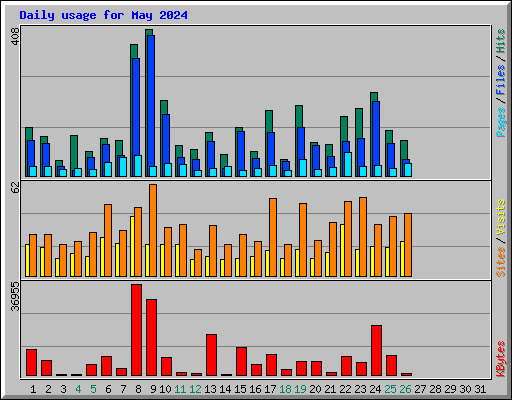 Daily usage for May 2024
408
Pages / Files / Hits
62
Sites / Visits
36955
KBytes
1 2 3 4 5 6 7 8 9 10 11 12 13 14 15 16 17 18 19 20 21 22 23 24 25 26 27 28 29 30 31